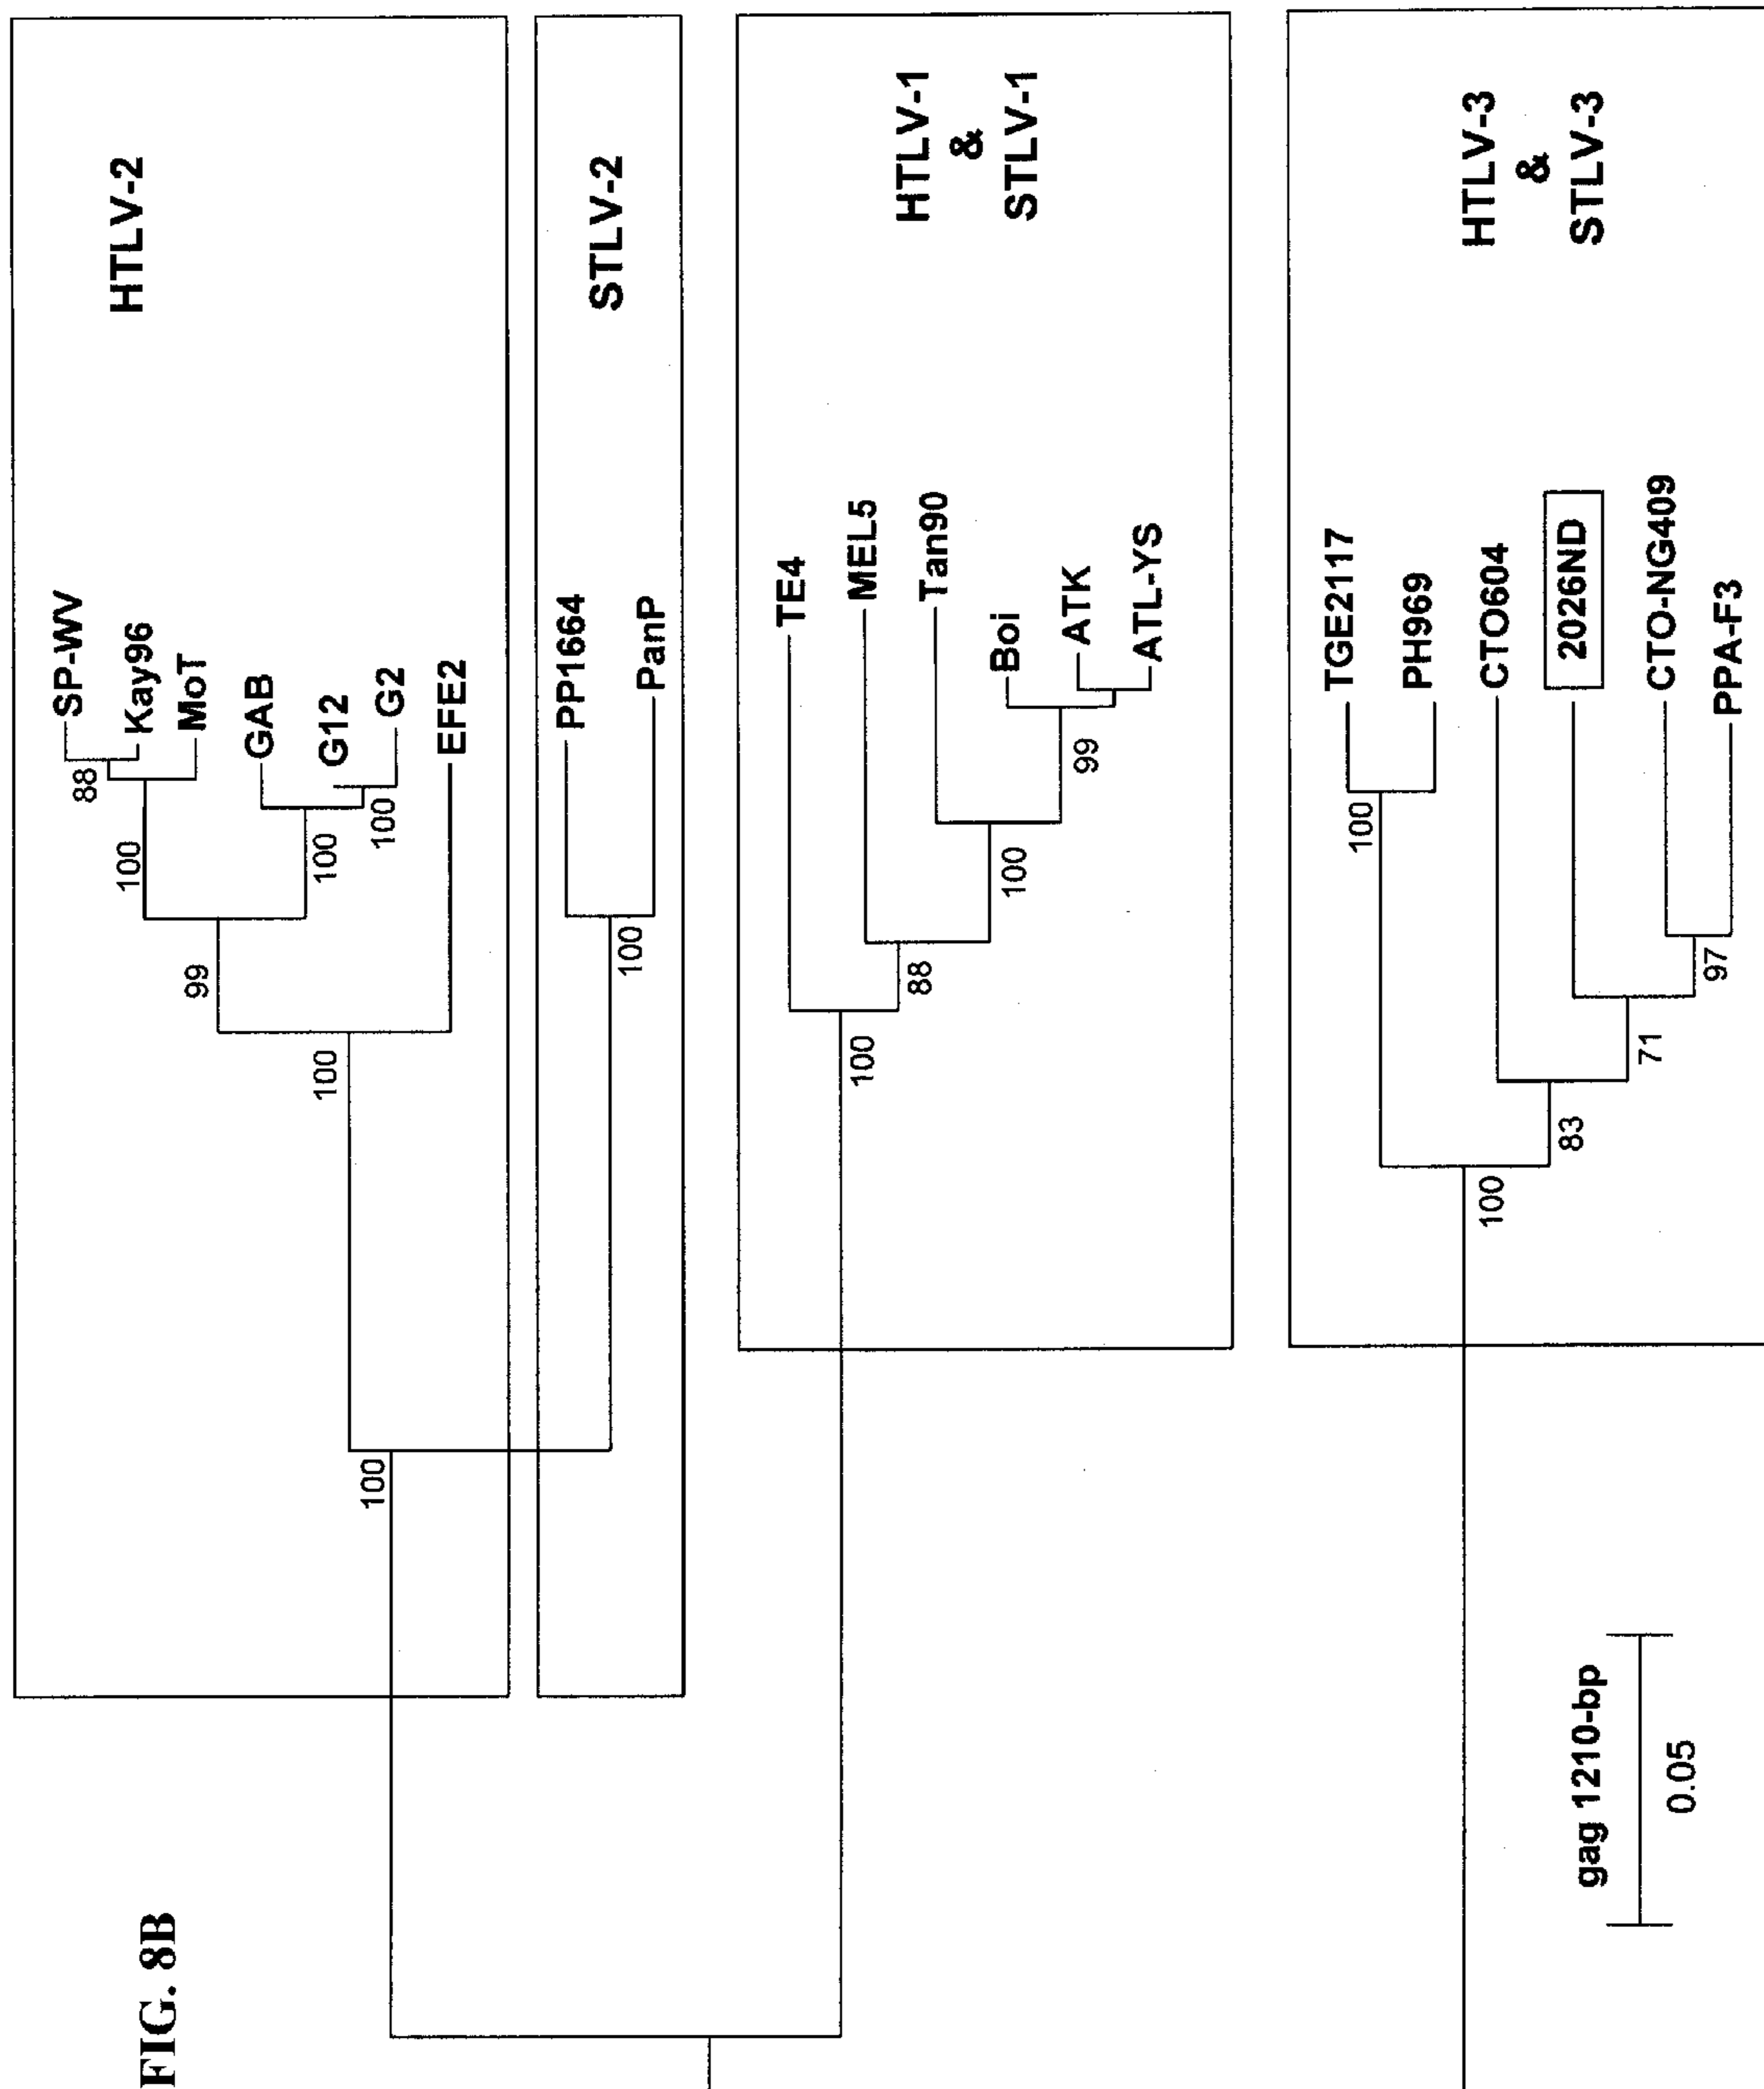 FIG. 8B
HTLV-2
SP-WV
Kay96
MoT
GAB
G12
G2
EFE2
88
100
100
100
99
100
100
STLV-2
PP1664
PanP
100
HTLV-1
&
STLV-1
TE4
MEL5
Tan90
Boi
ATK
ATL-YS
99
100
88
100
HTLV-3
&
STLV-3
TGE2117
PH969
CTO604
2026ND
CTO-NG409
PPA-F3
100
97
71
83
100
gag 1210-bp
0.05